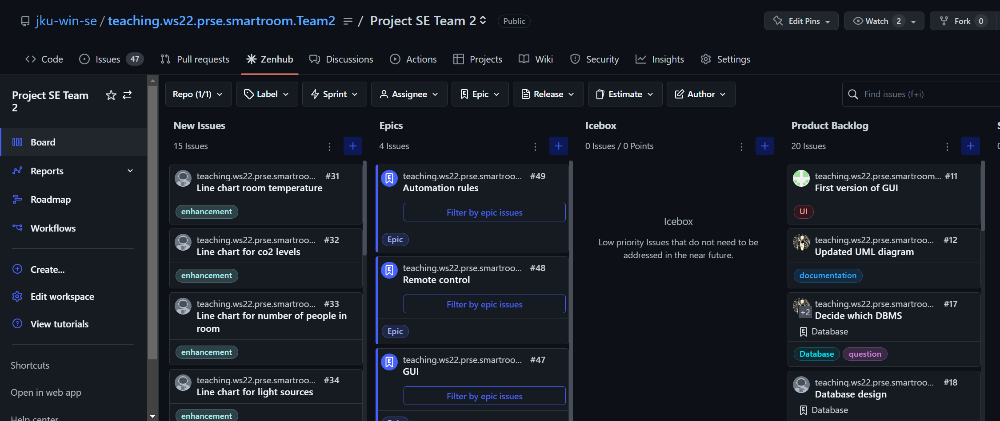 jku-win-se / teaching.ws22.prse.smartroom.Team2 / Project SE Team 2 Public
Edit Pins Watch 2 Fork 0
Code Issues 47 Pull requests Zenhub Discussions Actions Projects Wiki Security Insights Settings
Project SE Team
2
Board
Reports
Roadmap
Workflows
Create...
Edit workspace
View tutorials
Shortcuts
Open in web app
Help center
Repo (1/1) Label Sprint Assignee Epic Release Estimate Author
Find issues (f+i)
New Issues
15 Issues
teaching.ws22.prse.smartroo... #31
Line chart room temperature
enhancement
teaching.ws22.prse.smartroo... #32
Line chart for co2 levels
enhancement
teaching.ws22.prse.smartroo... #33
Line chart for number of people in
room
enhancement
teaching.ws22.prse.smartroo... #34
Line chart for light sources
enhancement
Epics
4 Issues
teaching.ws22.prse.smartroo... #49
Automation rules
Filter by epic issues
Epic
teaching.ws22.prse.smartroo... #48
Remote control
Filter by epic issues
Epic
teaching.ws22.prse.smartroo... #47
GUI
Filter by epic issues
Epic
Icebox
0 Issues / 0 Points
Icebox
Low priority Issues that do not need to be
addressed in the near future.
Product Backlog
20 Issues
teaching.ws22.prse.smartroom... #11
First version of GUI
UI
teaching.ws22.prse.smartroo... #12
Updated UML diagram
documentation
teaching.ws22.prse.smartroo... #17
+2
Decide which DBMS
Database
Database question
teaching.ws22.prse.smartroo... #18
Database design
Database